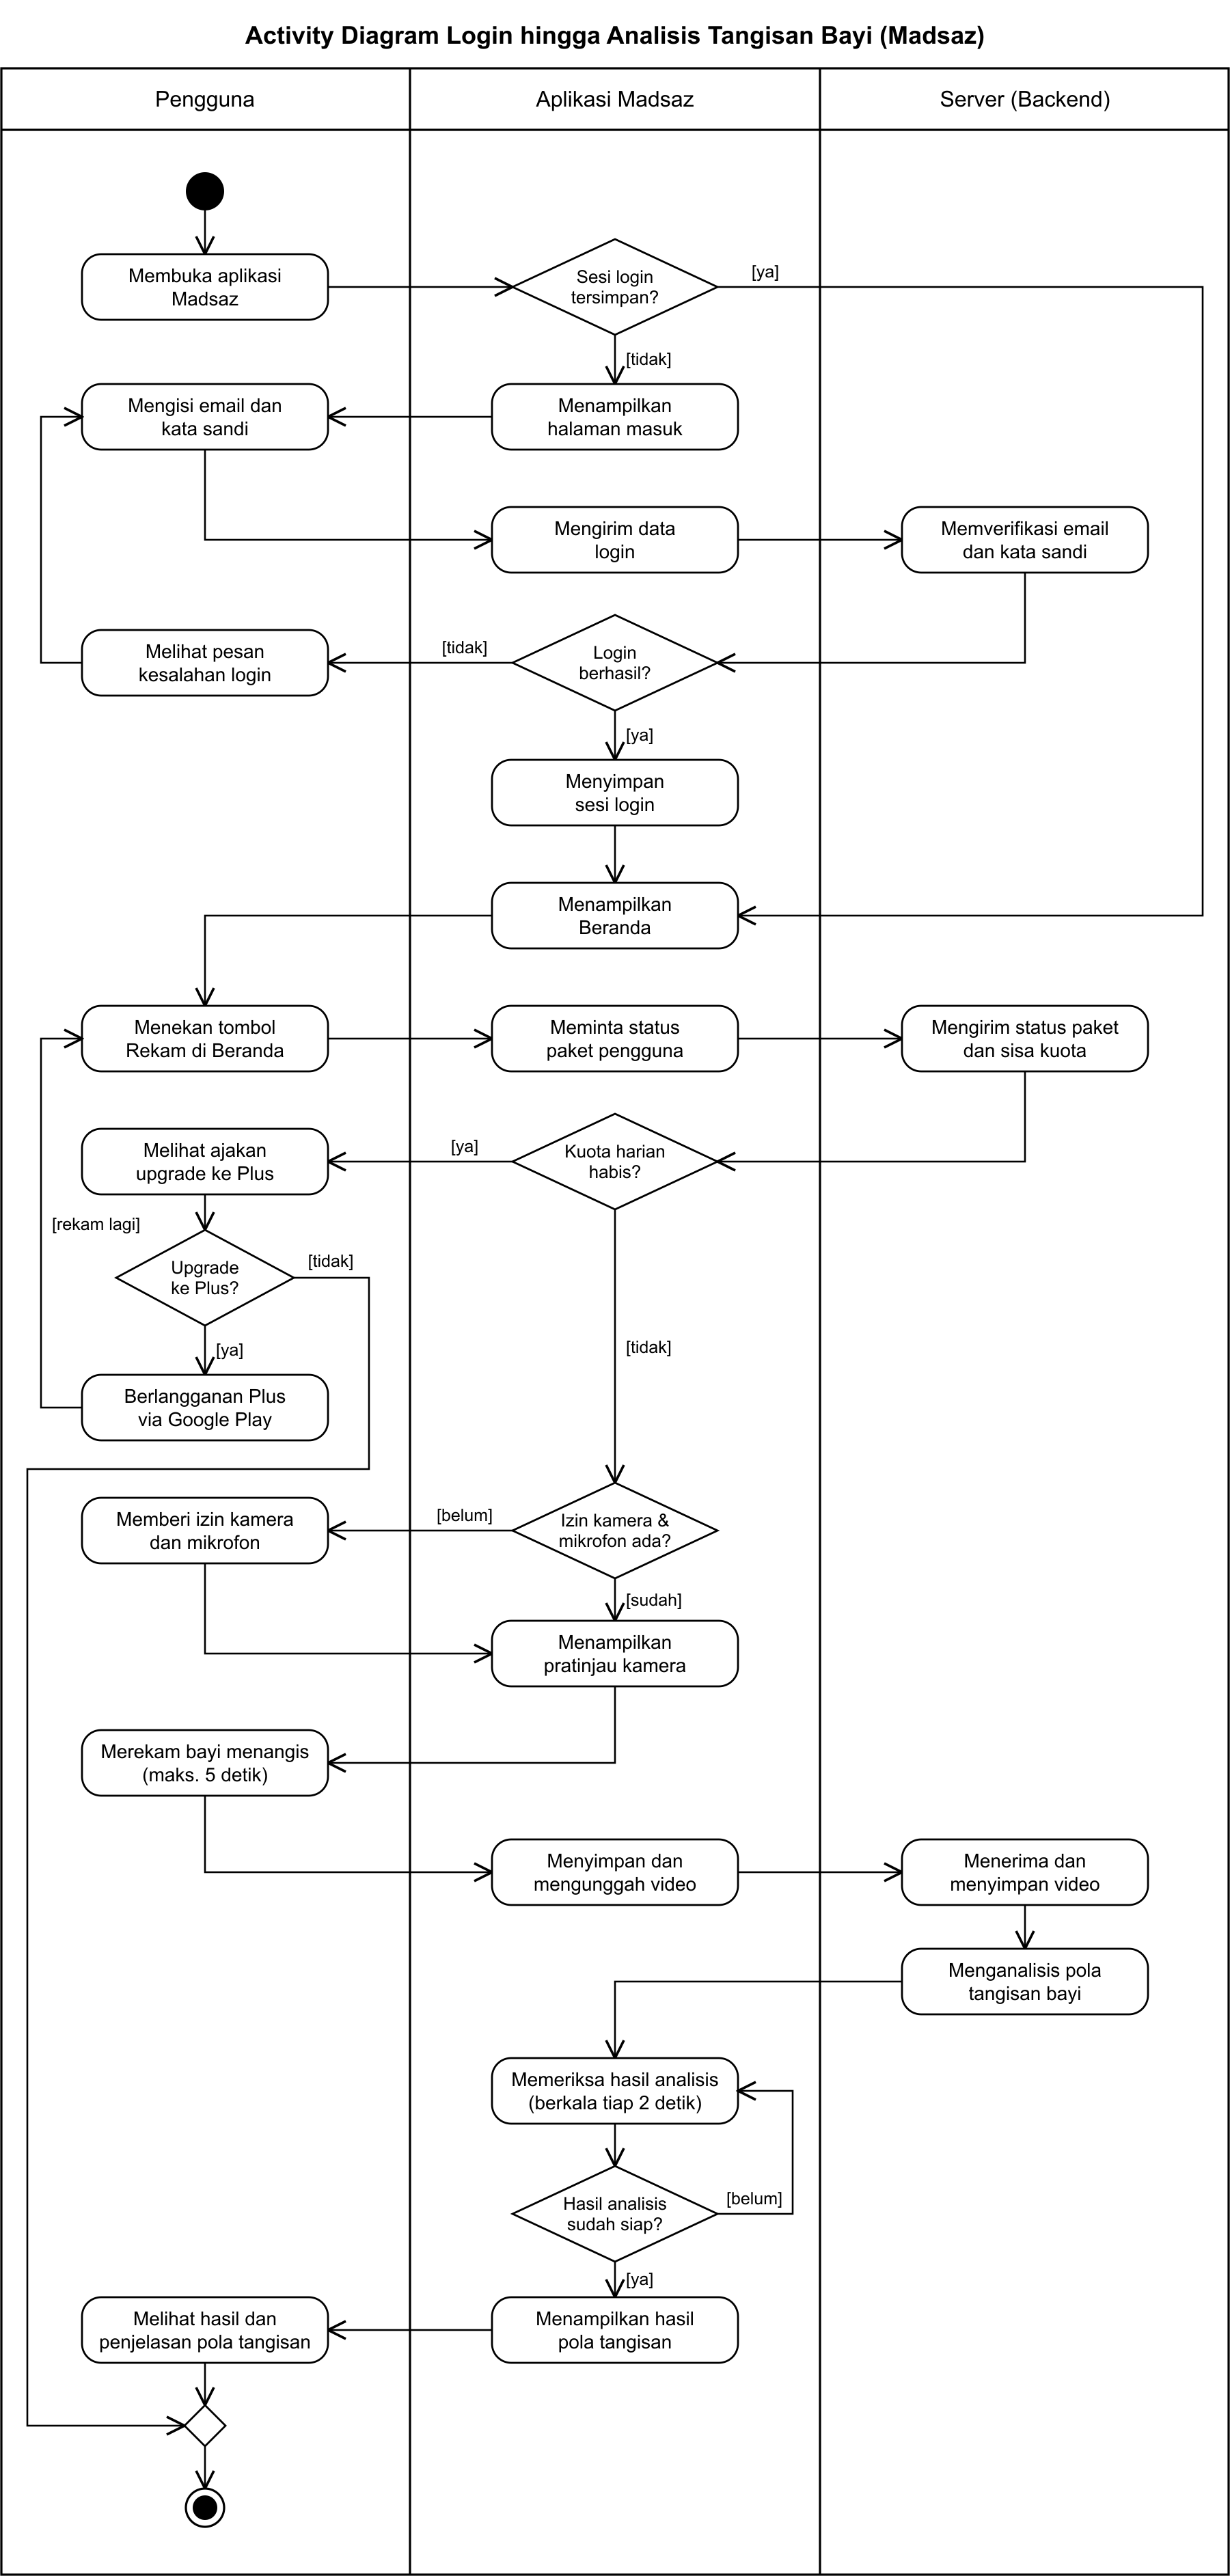 Activity Diagram Login hingga Analisis Tangisan Bayi (Madsaz)
Pengguna
Aplikasi Madsaz
Server (Backend)
Membuka aplikasi
Madsaz
Sesi login
tersimpan?
[ya]
[tidak]
Mengisi email dan
kata sandi
Menampilkan
halaman masuk
Mengirim data
login
Memverifikasi email
dan kata sandi
Melihat pesan
kesalahan login
[tidak]
Login
berhasil?
[ya]
Menyimpan
sesi login
Menampilkan
Beranda
Menekan tombol
Rekam di Beranda
Meminta status
paket pengguna
Mengirim status paket
dan sisa kuota
Melihat ajakan
upgrade ke Plus
[ya]
Kuota harian
habis?
[rekam lagi]
Upgrade
ke Plus?
[tidak]
[ya]
[tidak]
Berlangganan Plus
via Google Play
Memberi izin kamera
dan mikrofon
[belum]
Izin kamera &
mikrofon ada?
[sudah]
Menampilkan
pratinjau kamera
Merekam bayi menangis
(maks. 5 detik)
Menyimpan dan
mengunggah video
Menerima dan
menyimpan video
Menganalisis pola
tangisan bayi
Memeriksa hasil analisis
(berkala tiap 2 detik)
Hasil analisis
sudah siap?
[belum]
[ya]
Melihat hasil dan
penjelasan pola tangisan
Menampilkan hasil
pola tangisan